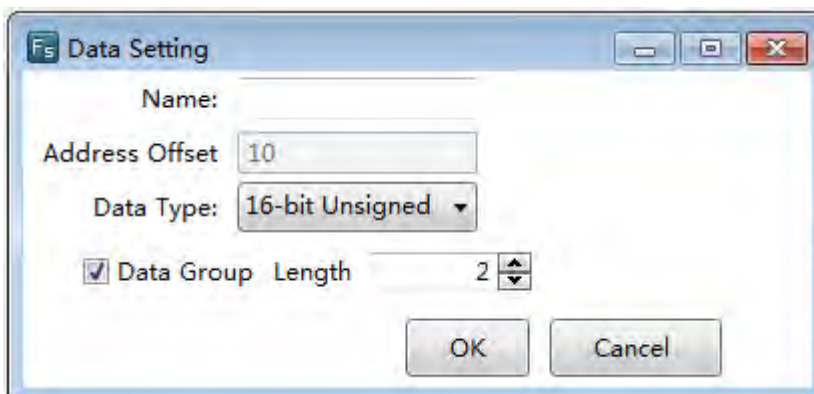 Fs Data Setting
Name:
Address Offset 10
Data Type: 16-bit Unsigned
Data Group Length 2
OK Cancel